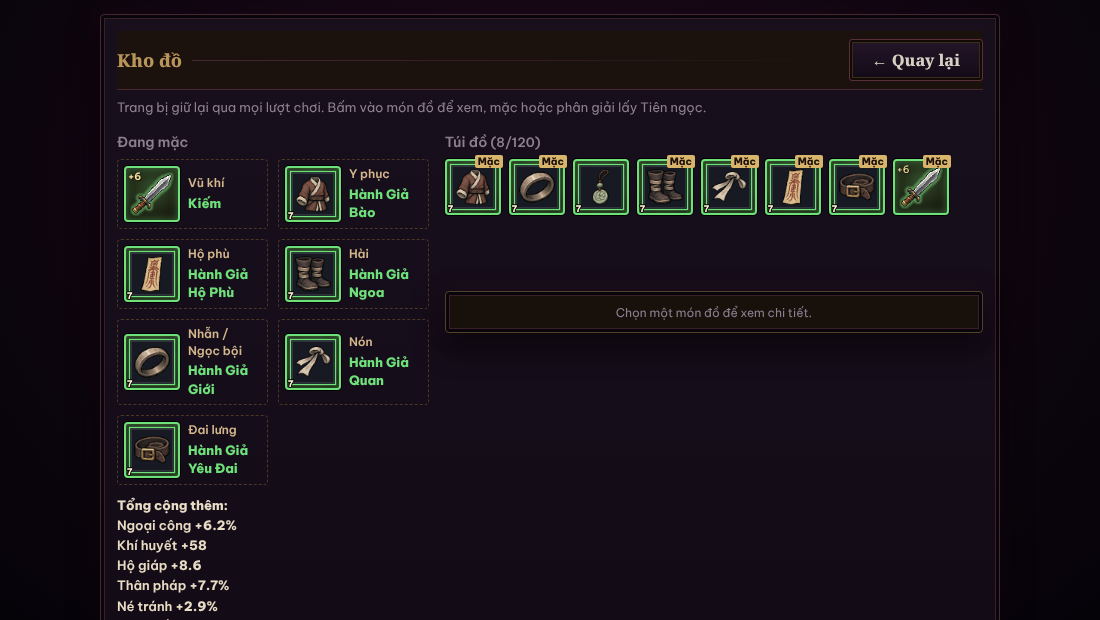 Kho đồ
← Quay lại
Trang bị giữ lại qua mọi lượt chơi. Bấm vào món đồ để xem, mặc hoặc phân giải lấy Tiên ngọc.
Đang mặc
+6
Vũ khí
Kiếm
7
Y phục
Hành Giả
Bào
7
Hộ phù
Hành Giả
Hộ Phù
7
Hài
Hành Giả
Ngoa
7
Nhẫn /
Ngọc bội
Hành Giả
Giới
7
Nón
Hành Giả
Quan
7
Đai lưng
Hành Giả
Yêu Đai
Tổng cộng thêm:
Ngoại công +6.2%
Khí huyết +58
Hộ giáp +8.6
Thân pháp +7.7%
Né tránh +2.9%
Túi đồ (8/120)
Mặc Mặc Mặc Mặc Mặc Mặc Mặc
+6
7 7 7 7 7 7 7
Chọn một món đồ để xem chi tiết.